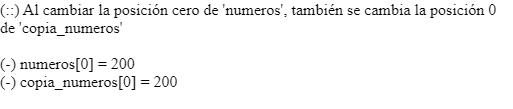 (::) Al cambiar la posición cero de 'numeros', también se cambia la posición 0
de 'copia_numeros'
(-) numeros[0] = 200
(-) copia_numeros[0] = 200